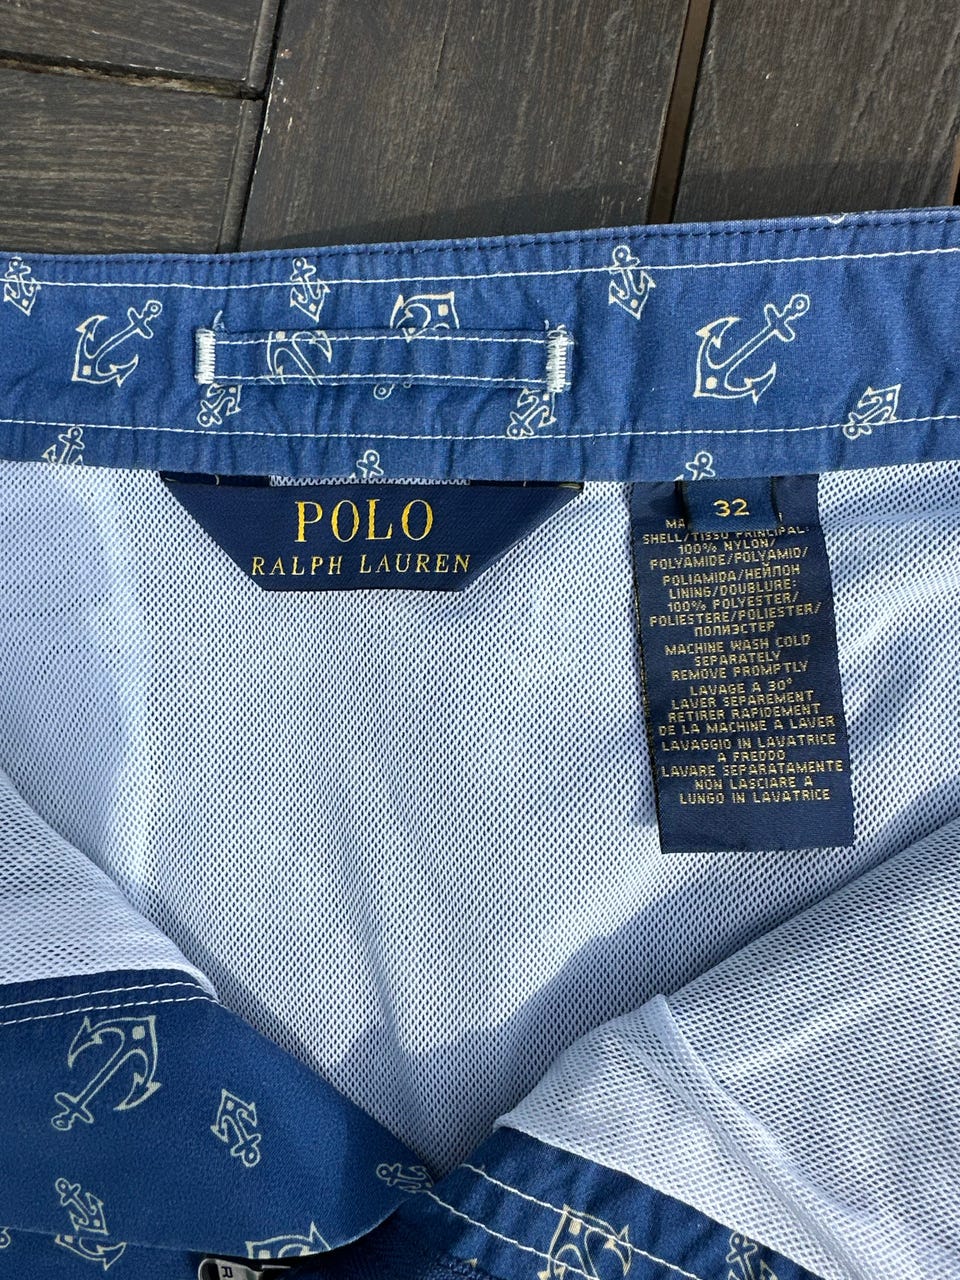 POLO
RALPH LAUREN
32
MA
SHELL/TISSU PRINCIPAL:
100% NYLON/
POLYAMIDE/POLYAMID/
POLIAMIDA/НЕЙЛОН
LINING/DOUBLURE:
100% POLYESTER/
POLIESTERE/POLIESTER/
ПОЛИЭСТЕР
MACHINE WASH COLD
SEPARATELY
REMOVE PROMPTLY
LAVAGE A 30°
LAVER SEPAREMENT
RETIRER RAPIDEMENT
DE LA MACHINE A LAVER
LAVAGGIO IN LAVATRICE
A FREDDO
LAVARE SEPARATAMENTE
NON LASCIARE A
LUNGO IN LAVATRICE
R